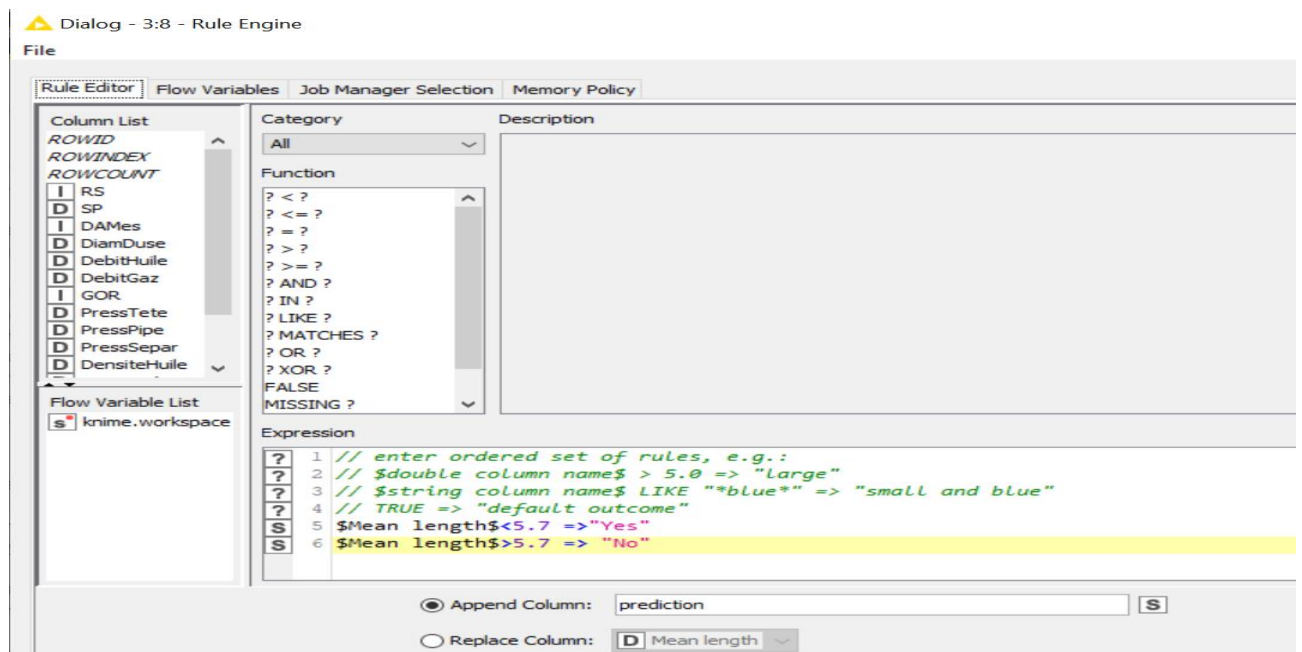 Dialog - 3:8 - Rule Engine
File
Rule Editor Flow Variables Job Manager Selection Memory Policy
Column List
ROWID
ROWINDEX
ROWCOUNT
I RS
D SP
I DAMes
D DiamDuse
D DebitHuile
D DebitGaz
I GOR
D PressTete
D PressPipe
D PressSepar
D DensiteHuile
Flow Variable List
s knime.workspace
Category
All
Function
? < ?
? <= ?
? = ?
? > ?
? >= ?
? AND ?
? IN ?
? LIKE ?
? MATCHES ?
? OR ?
? XOR ?
FALSE
MISSING ?
Description
Expression
? 1 // enter ordered set of rules, e.g.:
? 2 // $double column name$ > 5.0 => "large"
? 3 // $string column name$ LIKE "*blue*" => "small and blue"
? 4 // TRUE => "default outcome"
S 5 $Mean length$<5.7 =>"Yes"
S 6 $Mean length$>5.7 => "No"
Append Column: prediction S
Replace Column: D Mean length